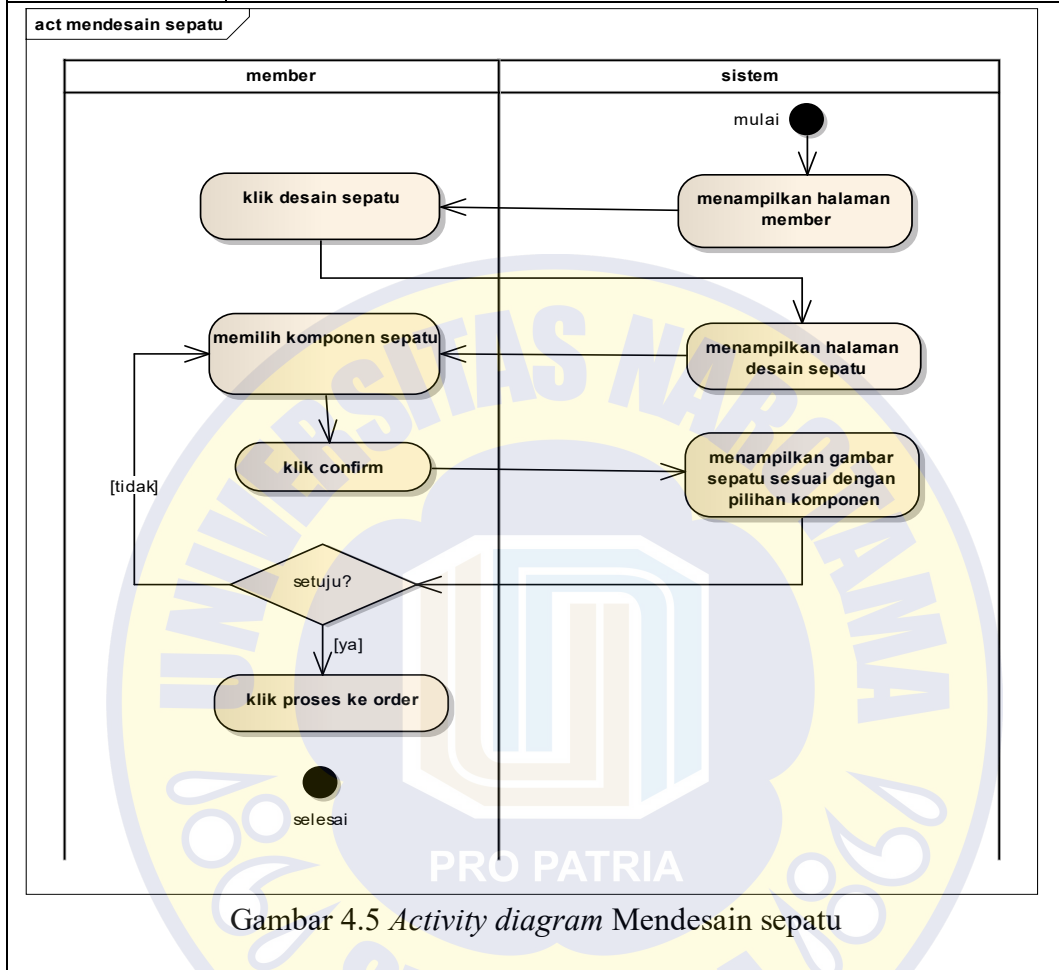 act mendesain sepatu
member
sistem
mulai
klik desain sepatu
menampilkan halaman
member
memilih komponen sepatu
menampilkan halaman
desain sepatu
klik confirm
menampilkan gambar
sepatu sesuai dengan
pilihan komponen
[tidak]
setuju?
[ya]
klik proses ke order
selesai
UNIVERSITAS NAROTAMA
PRO PATRIA
Gambar 4.5 Activity diagram Mendesain sepatu